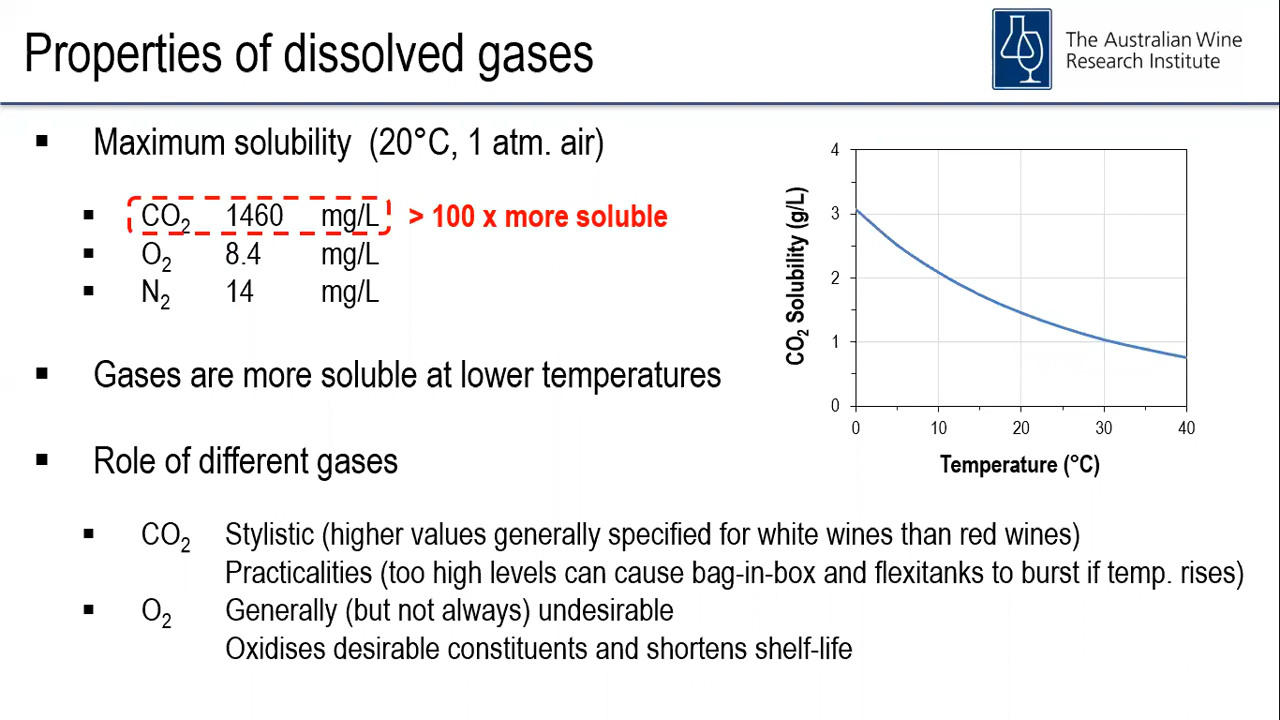 Properties of dissolved gases
The Australian Wine
Research Institute
▪ Maximum solubility (20°C, 1 atm. air)
▪ CO₂ 1460 mg/L > 100 x more soluble
▪ O₂ 8.4 mg/L
▪ N₂ 14 mg/L
▪ Gases are more soluble at lower temperatures
▪ Role of different gases
▪ CO₂ Stylistic (higher values generally specified for white wines than red wines)
Practicalities (too high levels can cause bag-in-box and flexitanks to burst if temp. rises)
▪ O₂ Generally (but not always) undesirable
Oxidises desirable constituents and shortens shelf-life
CO₂ Solubility (g/L)
4
3
2
1
0
0 10 20 30 40
Temperature (°C)